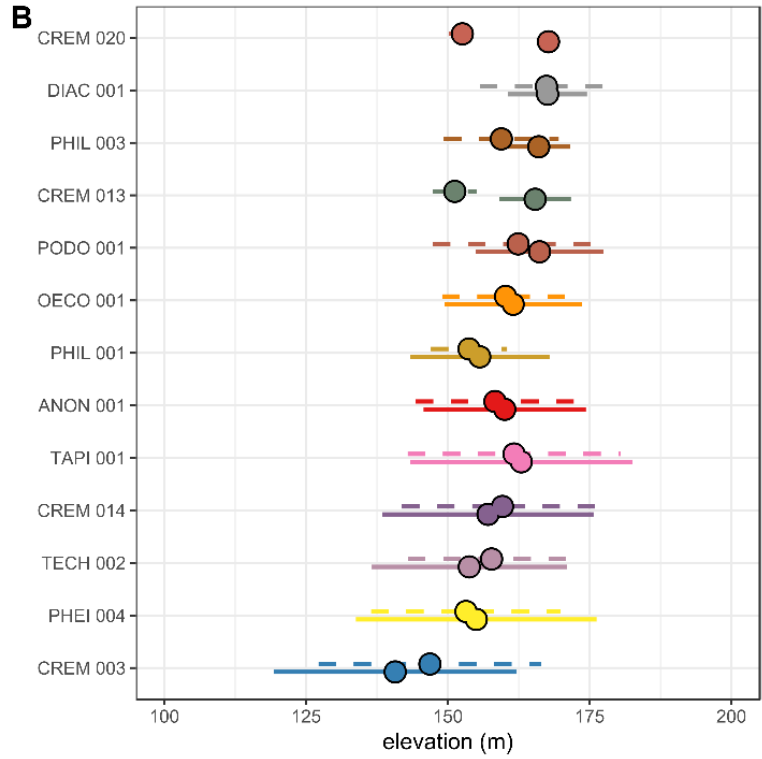 B
CREM 020
DIAC 001
PHIL 003
CREM 013
PODO 001
OECO 001
PHIL 001
ANON 001
TAPI 001
CREM 014
TECH 002
PHEI 004
CREM 003
100 125 150 175 200
elevation (m)